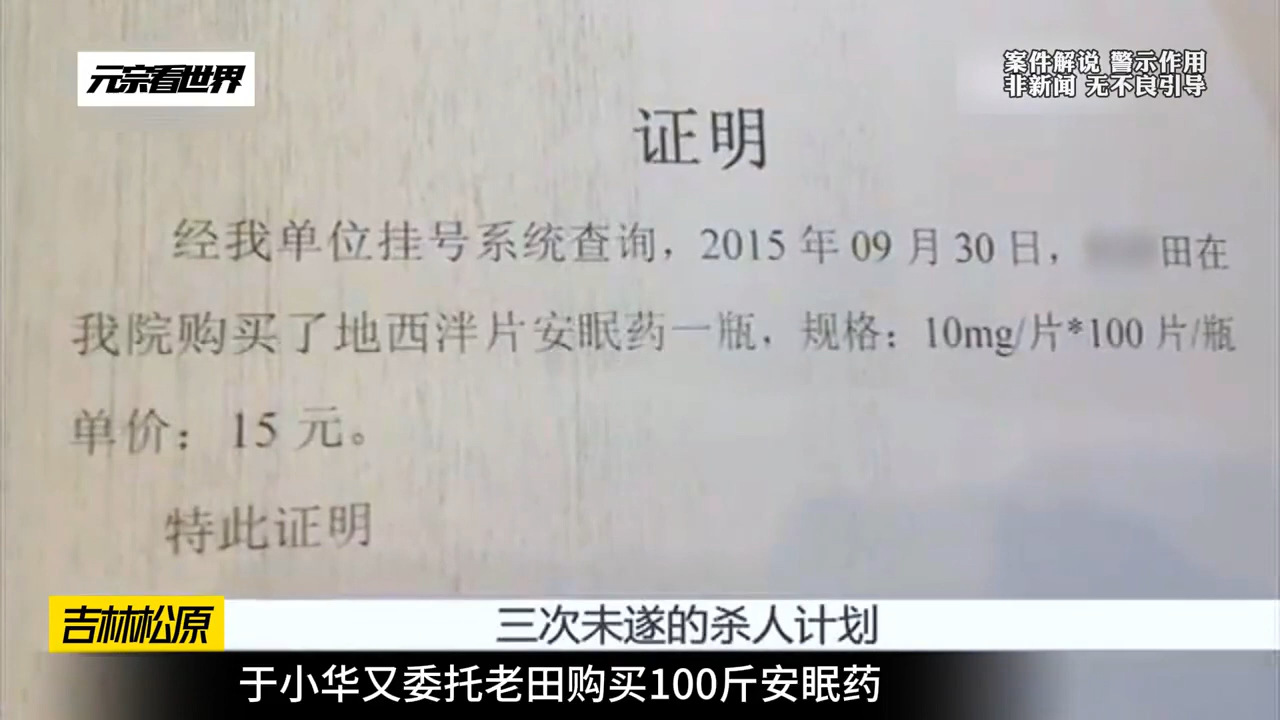 元宗看世界
案件解说 警示作用
非新闻 无不良引导
证明
经我单位挂号系统查询，2015 年 09 月 30 日， 田在
我院购买了地西泮片安眠药一瓶，规格：10mg/片*100 片/瓶
单价：15 元。
特此证明
吉林松原
三次未遂的杀人计划
于小华又委托老田购买100斤安眠药